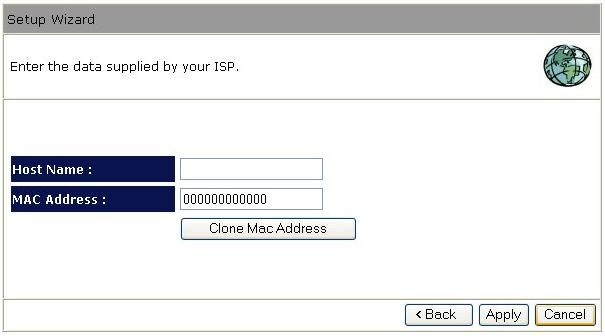 Setup Wizard
Enter the data supplied by your ISP.
Host Name :
MAC Address : 000000000000
Clone Mac Address
< Back Apply Cancel